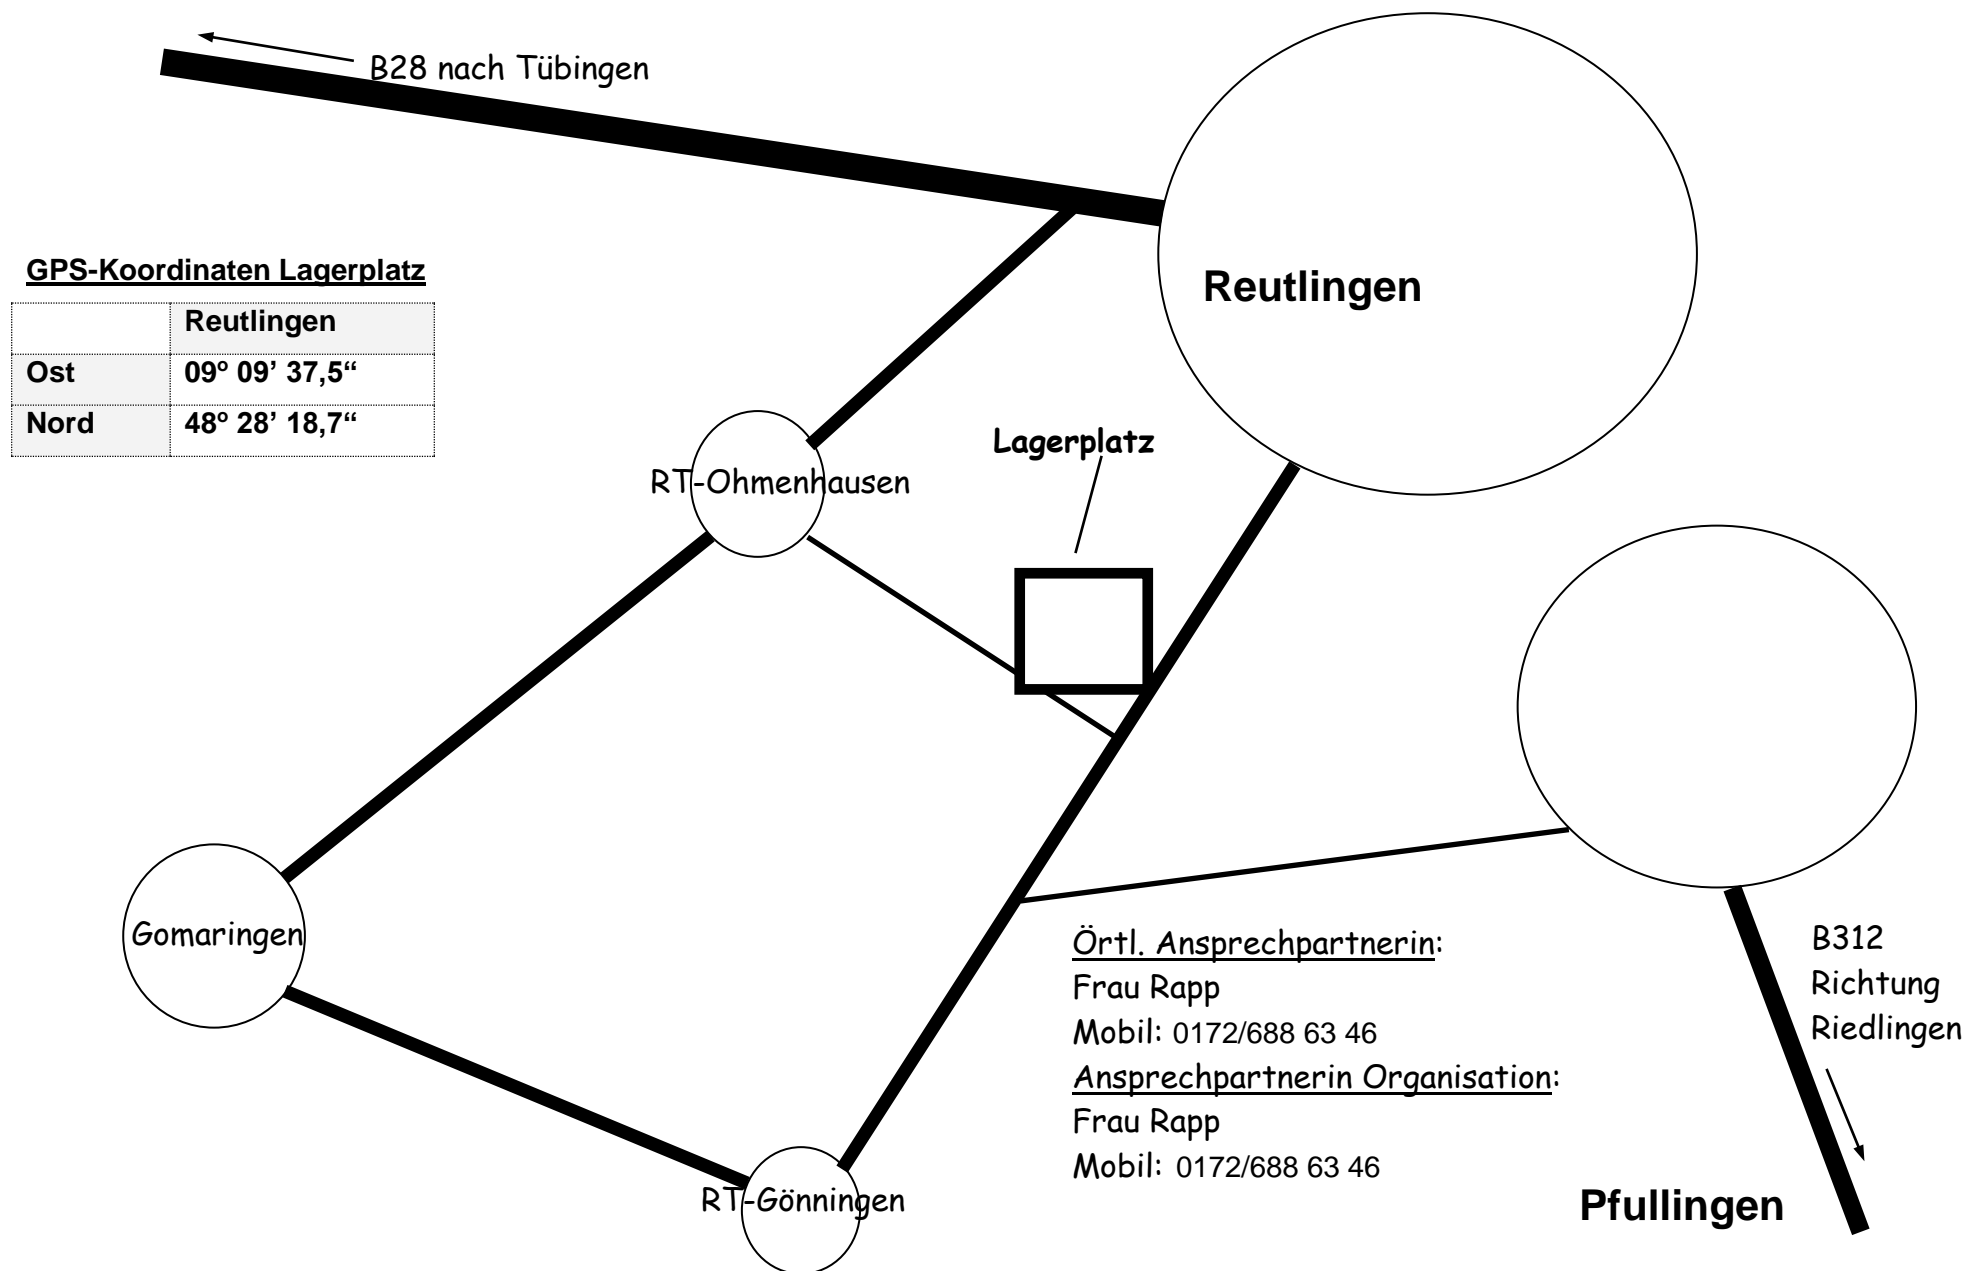 B28 nach Tübingen
GPS-Koordinaten Lagerplatz
Reutlingen
Ost 09º 09’ 37,5“
Nord 48º 28’ 18,7“
Reutlingen
Lagerplatz
RT-Ohmenhausen
Gomaringen
Örtl. Ansprechpartnerin:
Frau Rapp
Mobil: 0172/688 63 46
Ansprechpartnerin Organisation:
Frau Rapp
Mobil: 0172/688 63 46
B312
Richtung
Riedlingen
RT-Gönningen
Pfullingen